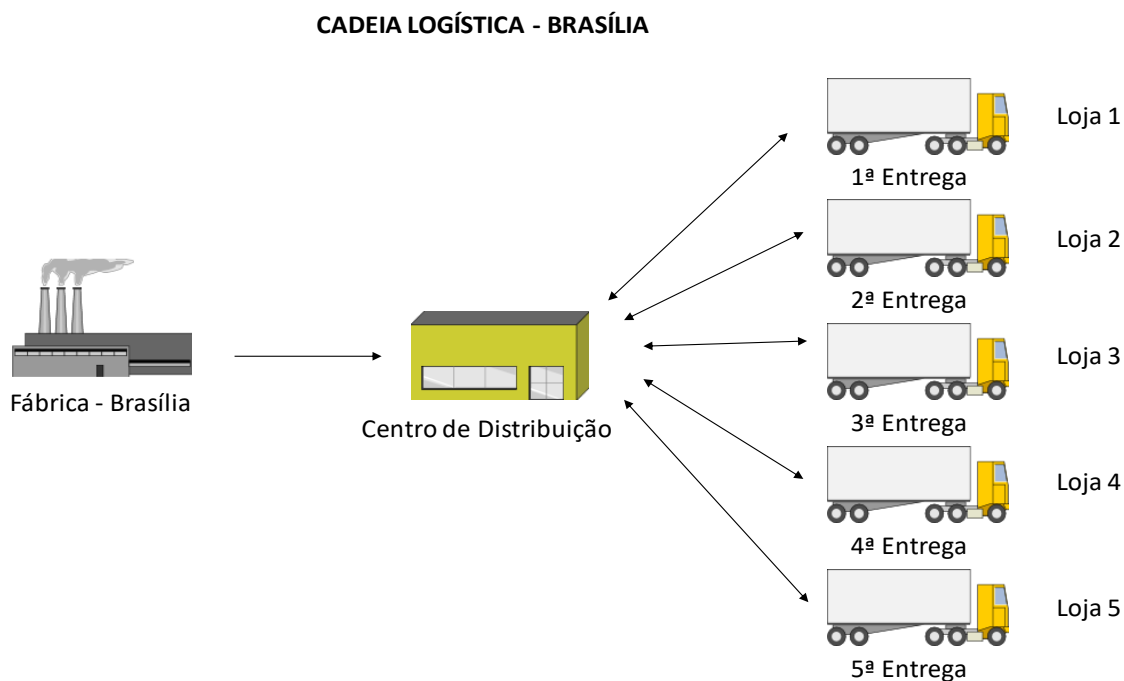 CADEIA LOGÍSTICA - BRASÍLIA
Loja 1
1ª Entrega
Loja 2
2ª Entrega
Loja 3
3ª Entrega
Fábrica - Brasília
Centro de Distribuição
Loja 4
4ª Entrega
Loja 5
5ª Entrega